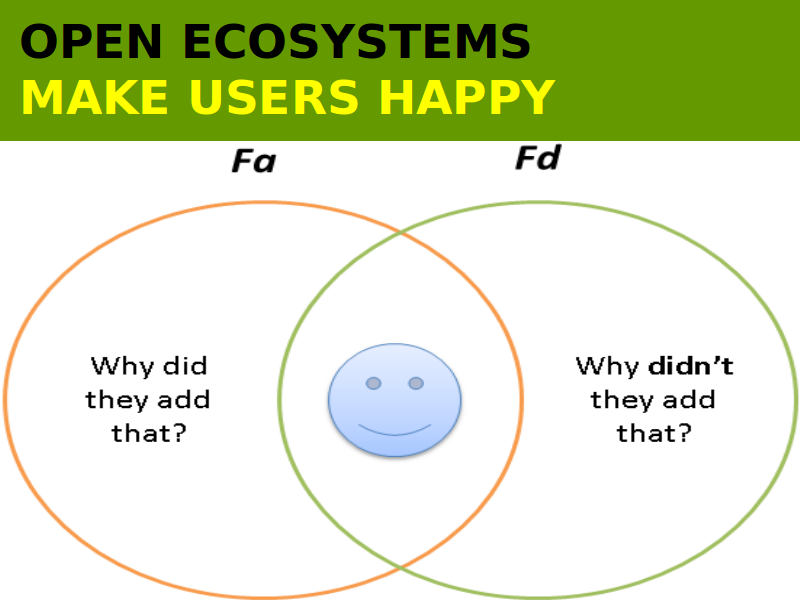 OPEN ECOSYSTEMS
MAKE USERS HAPPY
Fa
Fd
Why did
they add
that?
Why didn’t
they add
that?